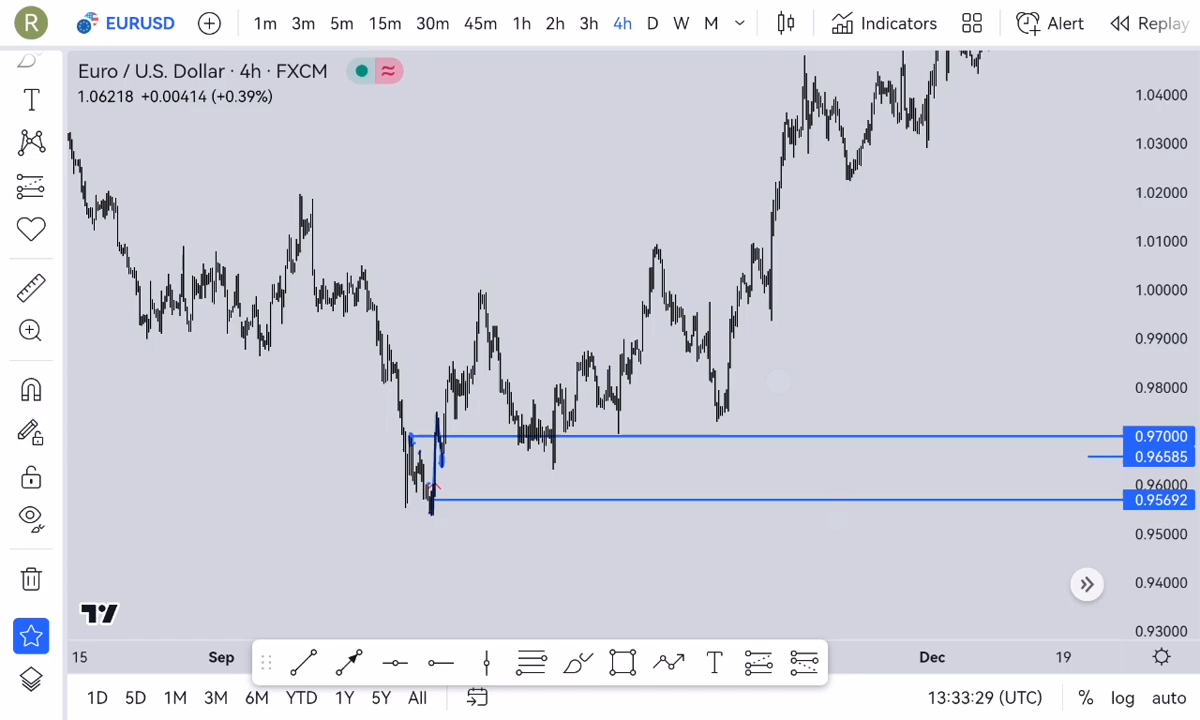 R EURUSD 1m 3m 5m 15m 30m 45m 1h 2h 3h 4h D W M Indicators Alert Replay
Euro / U.S. Dollar · 4h · FXCM
1.06218 +0.00414 (+0.39%)
1.04000
1.03000
1.02000
1.01000
1.00000
0.99000
0.98000
0.97000
0.96585
0.96000
0.95692
0.95000
0.94000
0.93000
15 Sep Dec 19
T
1D 5D 1M 3M 6M YTD 1Y 5Y All 13:33:29 (UTC) % log auto